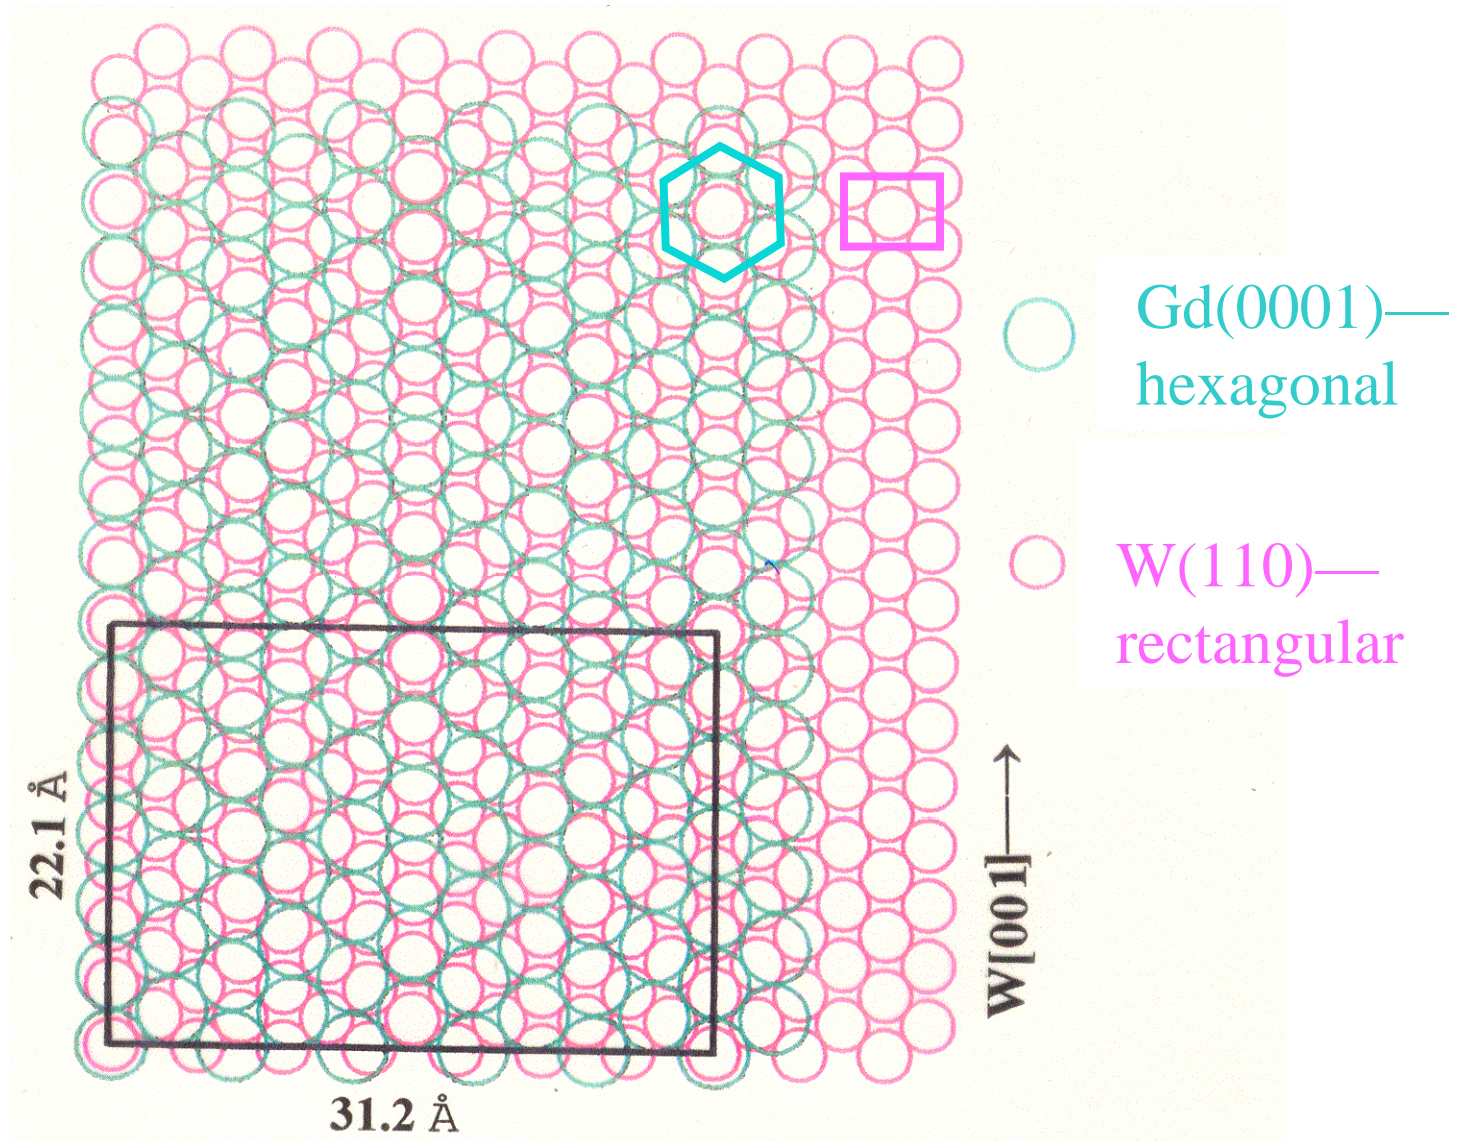 Gd(0001)—
hexagonal
W(110)—
rectangular
22.1 Å
W[001]
31.2 Å